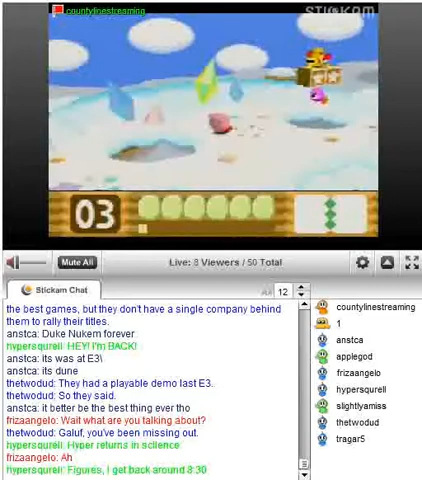 countylinestreaming
STICKAM
03
Mute All
Live: 8 Viewers / 50 Total
Stickam Chat
12
the best games, but they don't have a single company behind
them to rally their titles.
anstca: Duke Nukem forever
hypersqurell: HEY! I'm BACK!
anstca: its was at E3\
anstca: its dune
thetwodud: They had a playable demo last E3.
thetwodud: So they said.
anstca: it better be the best thing ever tho
frizaangelo: Wait what are you talking about?
thetwodud: Galuf, you've been missing out.
hypersqurell: Hyper returns in scilence
frizaangelo: Ah
hypersqurell: Figures, I get back around 8:30
countylinestreaming
1
anstca
applegod
frizaangelo
hypersqurell
slightlyamiss
thetwodud
tragar5